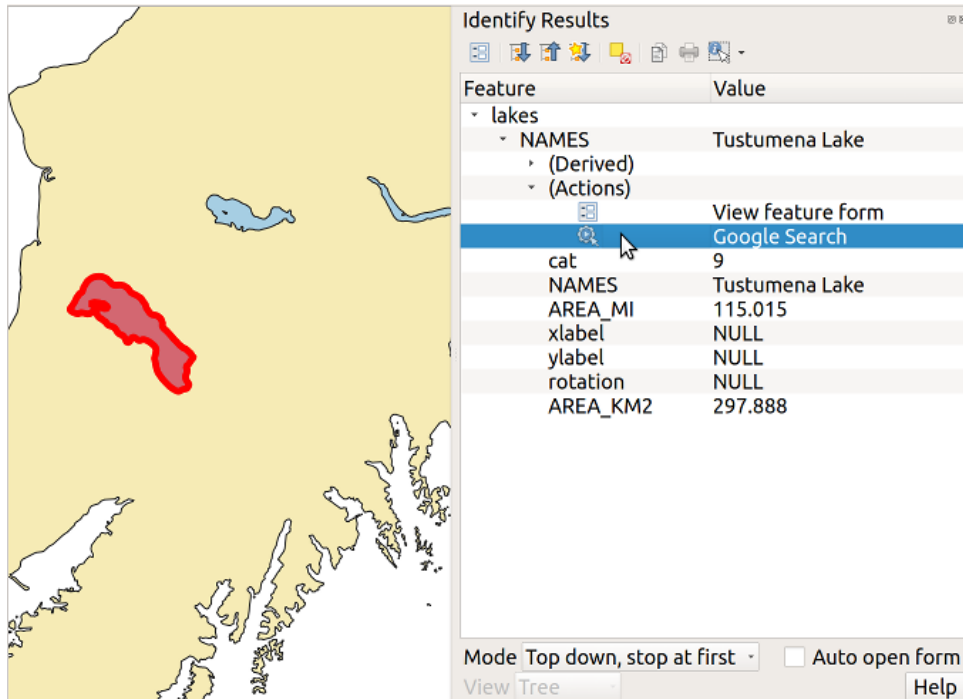 Identify Results
Feature Value
lakes
NAMES Tustumena Lake
(Derived)
(Actions)
View feature form
Google Search
cat 9
NAMES Tustumena Lake
AREA_MI 115.015
xlabel NULL
ylabel NULL
rotation NULL
AREA_KM2 297.888
Mode Top down, stop at first Auto open form
View Tree Help